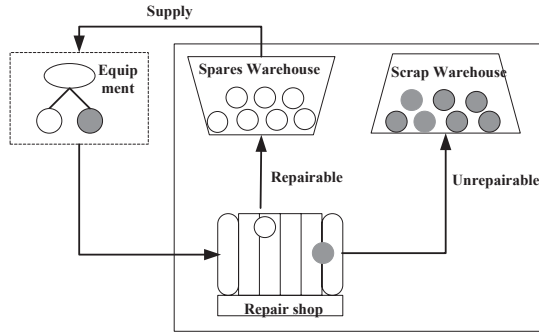 Supply
Equip
ment
Spares Warehouse
Scrap Warehouse
Repairable
Unrepairable
Repair shop